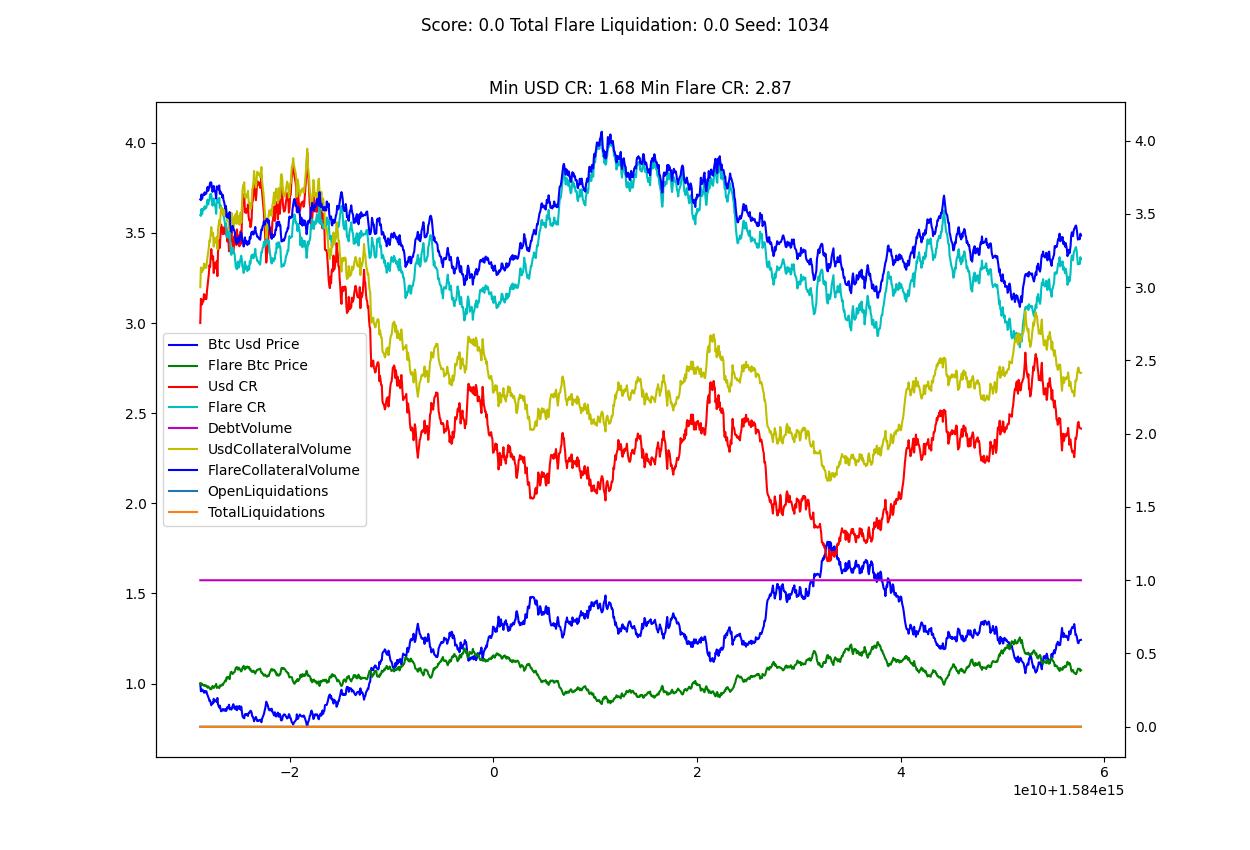 Score: 0.0 Total Flare Liquidation: 0.0 Seed: 1034
Min USD CR: 1.68 Min Flare CR: 2.87
4.0
3.5
3.0
2.5
2.0
1.5
1.0
Btc Usd Price
Flare Btc Price
Usd CR
Flare CR
DebtVolume
UsdCollateralVolume
FlareCollateralVolume
OpenLiquidations
TotalLiquidations
4.0
3.5
3.0
2.5
2.0
1.5
1.0
0.5
0.0
−2 0 2 4 6
1e10+1.584e15